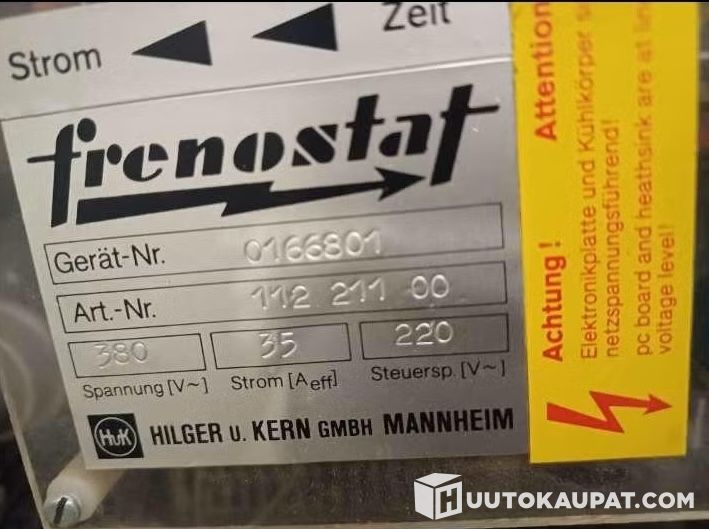 Strom Zeit
frenostat
Gerät-Nr. 0166801
Art.-Nr. 112 211 00
380 35 220
Spannung [V~] Strom [Aeff] Steuersp. [V~]
HuK HILGER u. KERN GMBH MANNHEIM
Achtung! Attention
Elektronikplatte und Kühlkörper
netzspannungsführend!
pc board and heathsink are at
voltage level!
HUUTOKAUPAT.COM